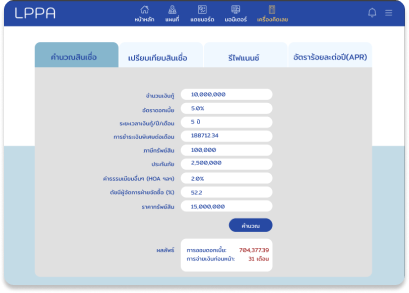 LPPA
หน้าหลัก แผนที่ แดชบอร์ด มอนิเตอร์ เครื่องคิดเลข
คำนวณสินเชื่อ เปรียบเทียบสินเชื่อ รีไฟแนนซ์ อัตราร้อยละต่อปี(APR)
จำนวนเงินกู้ 10,000,000
อัตราดอกเบี้ย 5.0%
ระยะเวลาเงินกู้/ปี/เดือน 5 ปี
การชำระเงินพิเศษต่อเดือน 188712.34
ภาษีทรัพย์สิน 100,000
ประกันภัย 2,500,000
ค่าธรรมเนียมอื่นๆ (HOA ฯลฯ) 2.0%
ดัชนีผู้จัดการฝ่ายจัดซื้อ (%) 52.2
ราคาทรัพย์สิน 15,000,000
คำนวณ
ผลลัพธ์ การออมดอกเบี้ย: 704,377.39
การจ่ายเงินก่อนหน้า: 31 เดือน